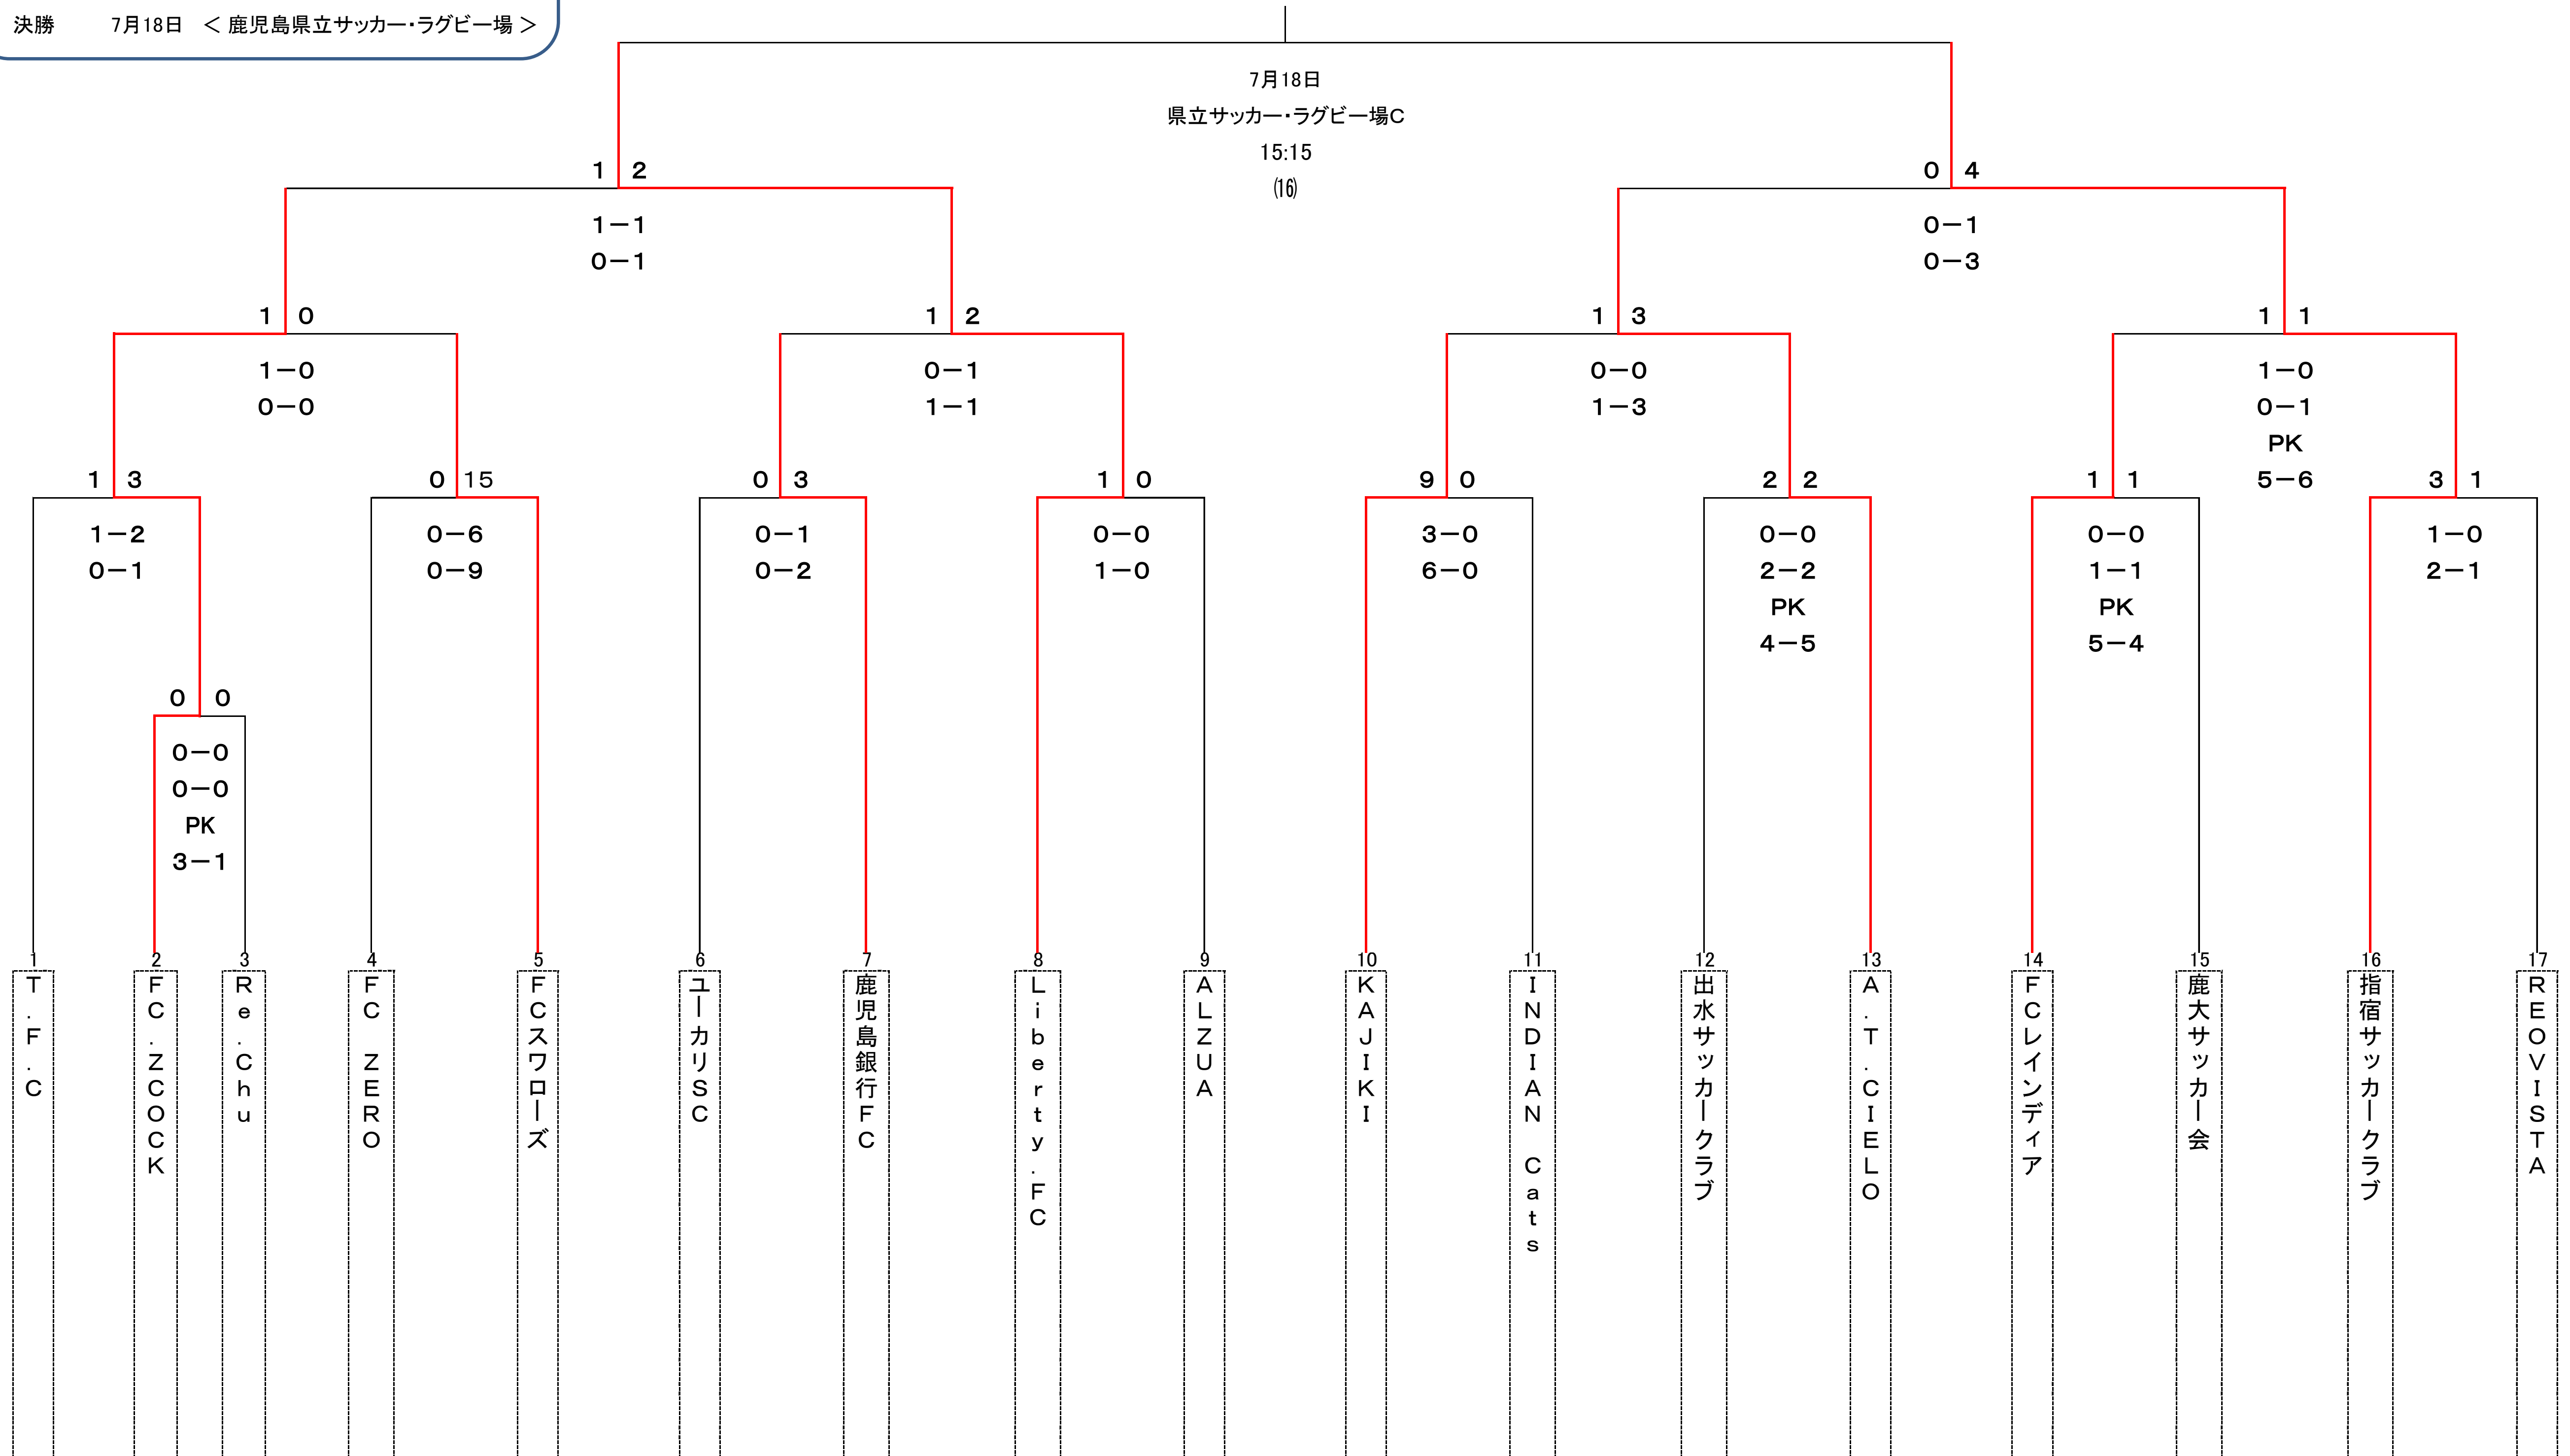 決勝 7月18日 ＜ 鹿児島県立サッカー・ラグビー場 ＞
7月18日
県立サッカー・ラグビー場C
15:15
⒃
1 2
0 4
1－1
0－1
0－1
0－3
1 0
1 2
1 3
1 1
1－0
0－0
0－1
1－1
0－0
1－3
1－0
0－1
PK
5－6
1 3
0 15
0 3
1 0
9 0
2 2
1 1
3 1
1－2
0－1
0－6
0－9
0－1
0－2
0－0
1－0
3－0
6－0
0－0
2－2
PK
4－5
0－0
1－1
PK
5－4
1－0
2－1
0 0
0－0
0－0
PK
3－1
1
T.F.C
2
FC.ZCOCK
3
Re.Chu
4
FC ZERO
5
FCスワローズ
6
ユーカリSC
7
鹿児島銀行FC
8
Liberty.FC
9
ALZUA
10
KAJIKI
11
INDIAN Cats
12
出水サッカークラブ
13
A.T.CIELO
14
FCレインディア
15
鹿大サッカー会
16
指宿サッカークラブ
17
REOVISTA